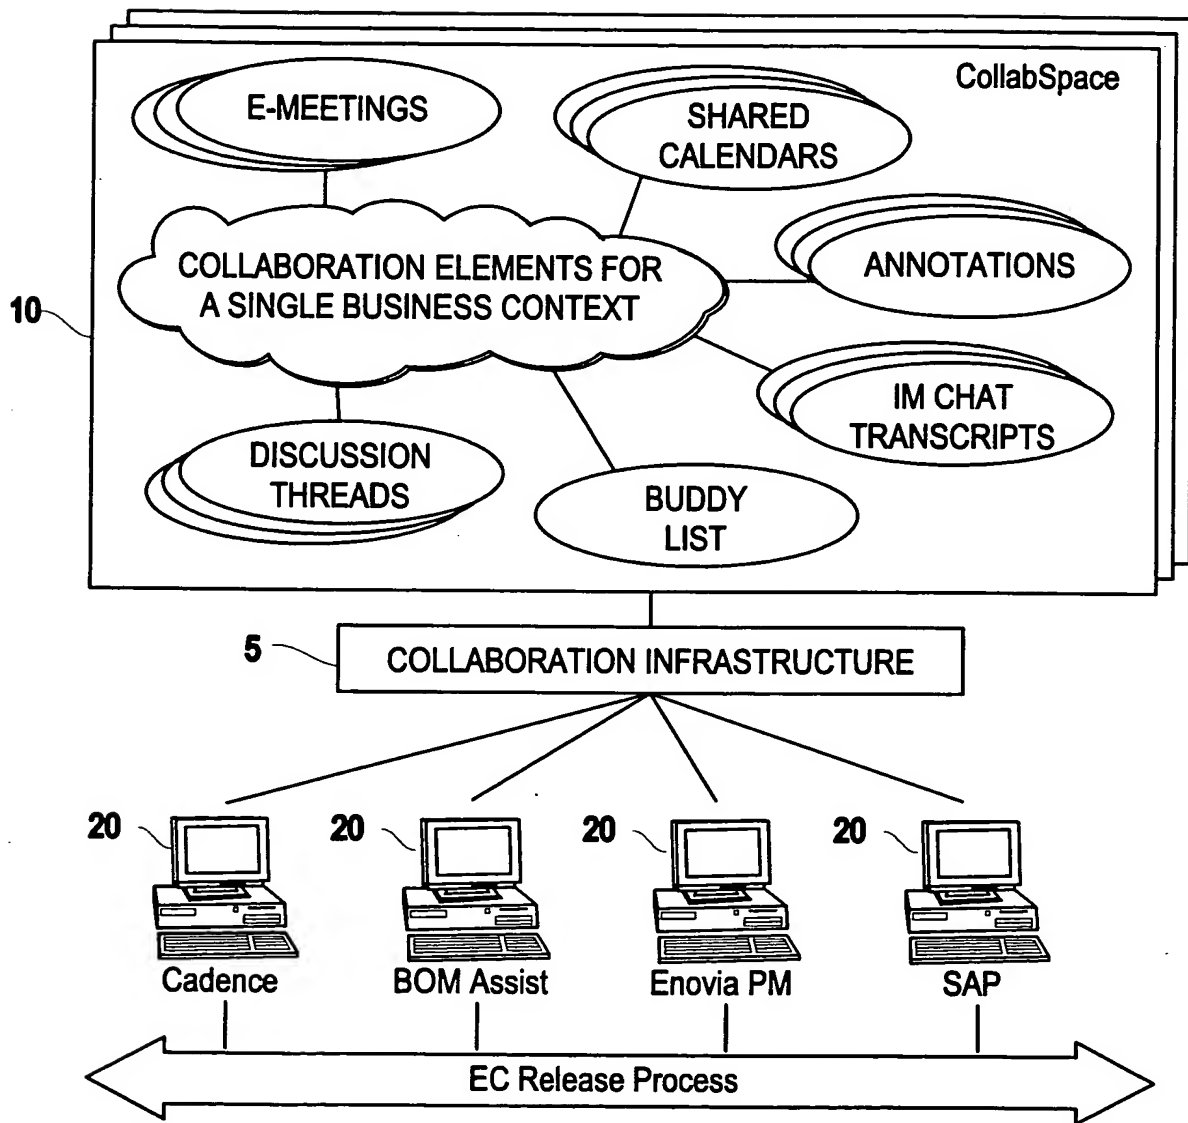 CollabSpace
E-MEETINGS
SHARED
CALENDARS
COLLABORATION ELEMENTS FOR
A SINGLE BUSINESS CONTEXT
ANNOTATIONS
10
IM CHAT
TRANSCRIPTS
DISCUSSION
THREADS
BUDDY
LIST
5
COLLABORATION INFRASTRUCTURE
20
20
20
20
Cadence
BOM Assist
Enovia PM
SAP
EC Release Process